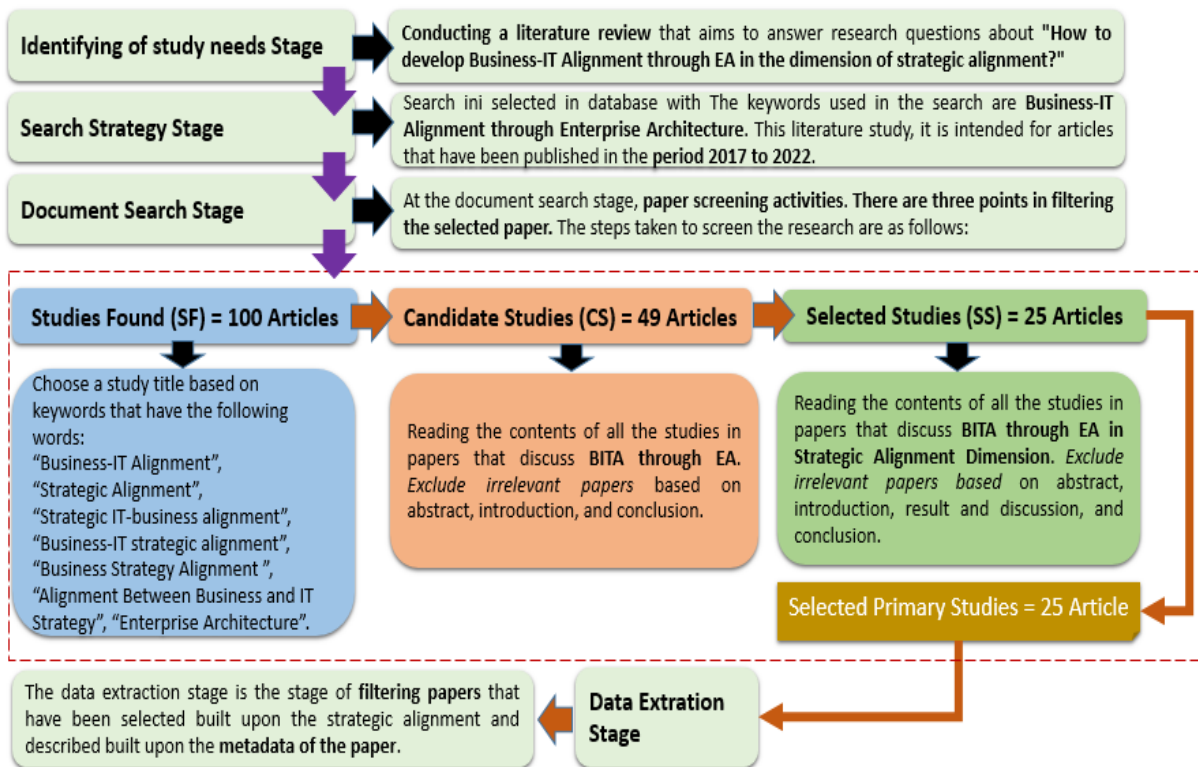 Identifying of study needs Stage
Conducting a literature review that aims to answer research questions about "How to
develop Business-IT Alignment through EA in the dimension of strategic alignment?"
Search Strategy Stage
Search ini selected in database with The keywords used in the search are Business-IT
Alignment through Enterprise Architecture. This literature study, it is intended for articles
that have been published in the period 2017 to 2022.
Document Search Stage
At the document search stage, paper screening activities. There are three points in filtering
the selected paper. The steps taken to screen the research are as follows:
Studies Found (SF) = 100 Articles
Candidate Studies (CS) = 49 Articles
Selected Studies (SS) = 25 Articles
Choose a study title based on
keywords that have the following
words:
“Business-IT Alignment”,
“Strategic Alignment”,
“Strategic IT-business alignment”,
“Business-IT strategic alignment”,
“Business Strategy Alignment ”,
“Alignment Between Business and IT
Strategy”, “Enterprise Architecture”.
Reading the contents of all the studies in
papers that discuss BITA through EA.
Exclude irrelevant papers based on
abstract, introduction, and conclusion.
Reading the contents of all the studies in
papers that discuss BITA through EA in
Strategic Alignment Dimension. Exclude
irrelevant papers based on abstract,
introduction, result and discussion, and
conclusion.
Selected Primary Studies = 25 Article
The data extraction stage is the stage of filtering papers that
have been selected built upon the strategic alignment and
described built upon the metadata of the paper.
Data Extration
Stage